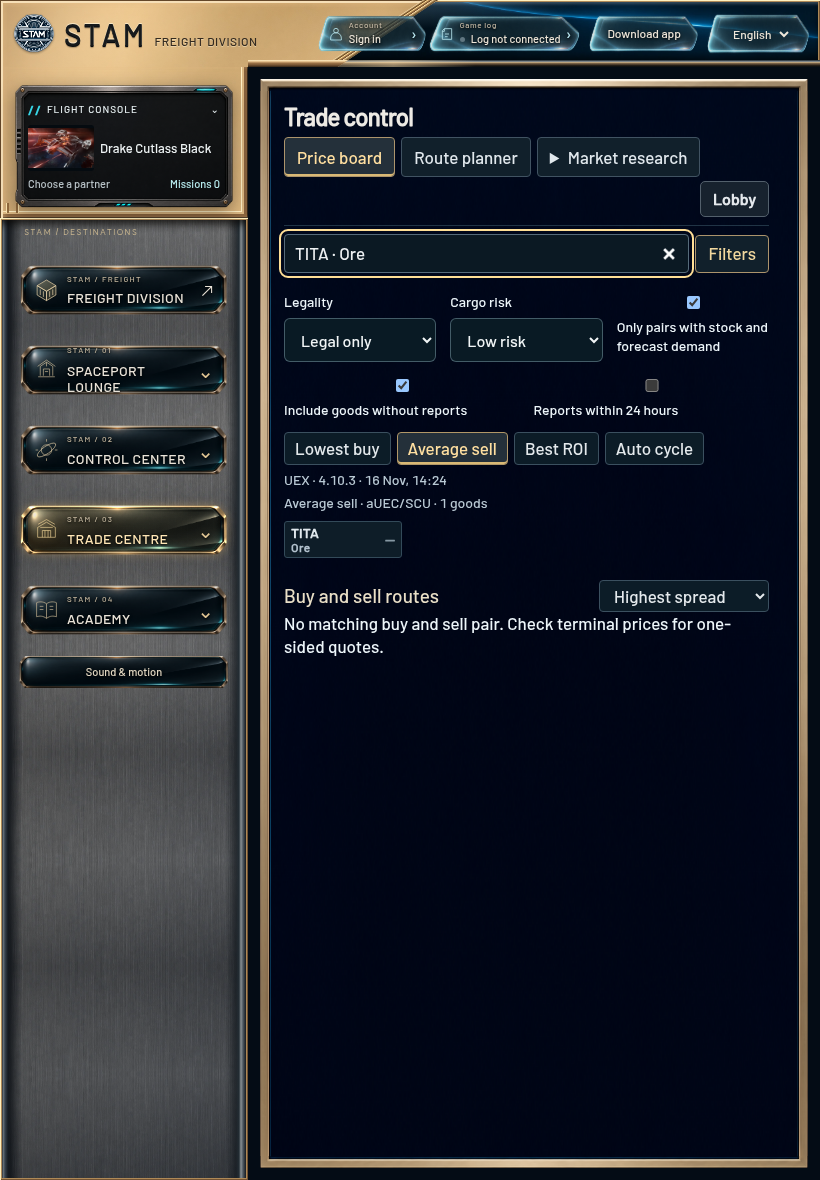 STAM FREIGHT DIVISION
Account
Sign in
Game log
Log not connected
Download app
English
// FLIGHT CONSOLE
Drake Cutlass Black
Choose a partner Missions 0
STAM / DESTINATIONS
STAM / FREIGHT
FREIGHT DIVISION
STAM / 01
SPACEPORT
LOUNGE
STAM / 02
CONTROL CENTER
STAM / 03
TRADE CENTRE
STAM / 04
ACADEMY
Sound & motion
Trade control
Price board Route planner ▶ Market research
Lobby
TITA · Ore Filters
Legality Cargo risk
Legal only Low risk
Only pairs with stock and
forecast demand
Include goods without reports Reports within 24 hours
Lowest buy Average sell Best ROI Auto cycle
UEX · 4.10.3 · 16 Nov, 14:24
Average sell · aUEC/SCU · 1 goods
TITA
Ore —
Buy and sell routes Highest spread
No matching buy and sell pair. Check terminal prices for one-
sided quotes.